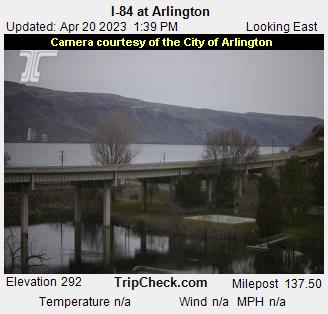 I-84 at Arlington
Updated: Apr 20 2023 1:39 PM Looking East
Camera courtesy of the City of Arlington
Elevation 292 TripCheck.com Milepost 137.50
Temperature n/a Wind n/a MPH n/a